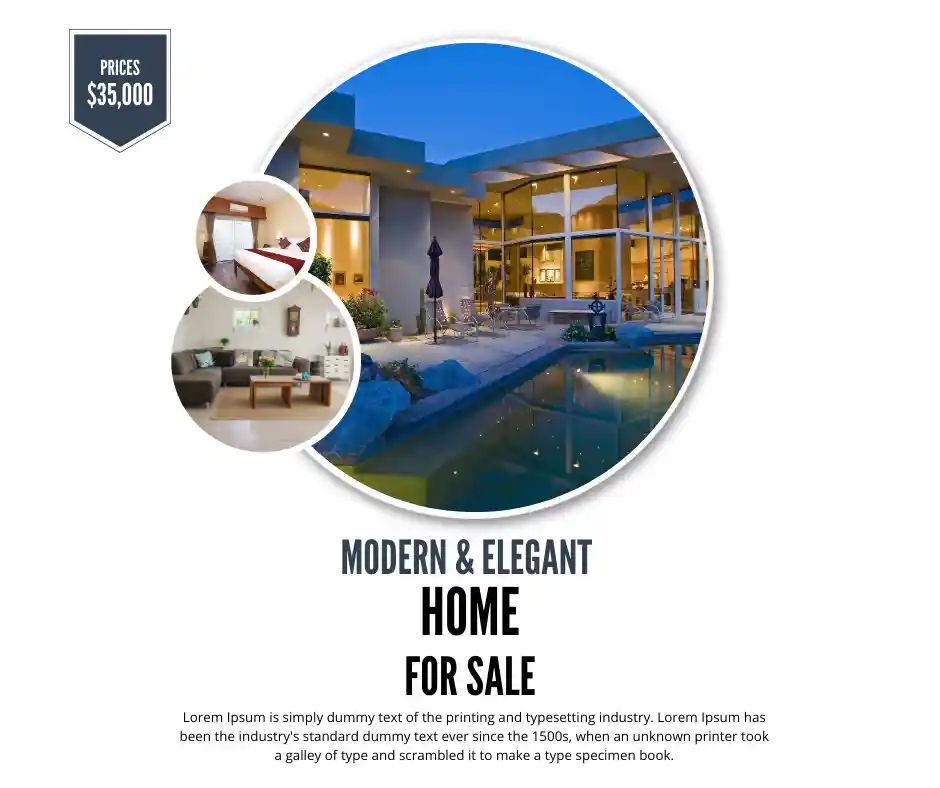 PRICES
$35,000
MODERN & ELEGANT
HOME
FOR SALE
Lorem Ipsum is simply dummy text of the printing and typesetting industry. Lorem Ipsum has
been the industry's standard dummy text ever since the 1500s, when an unknown printer took
a galley of type and scrambled it to make a type specimen book.